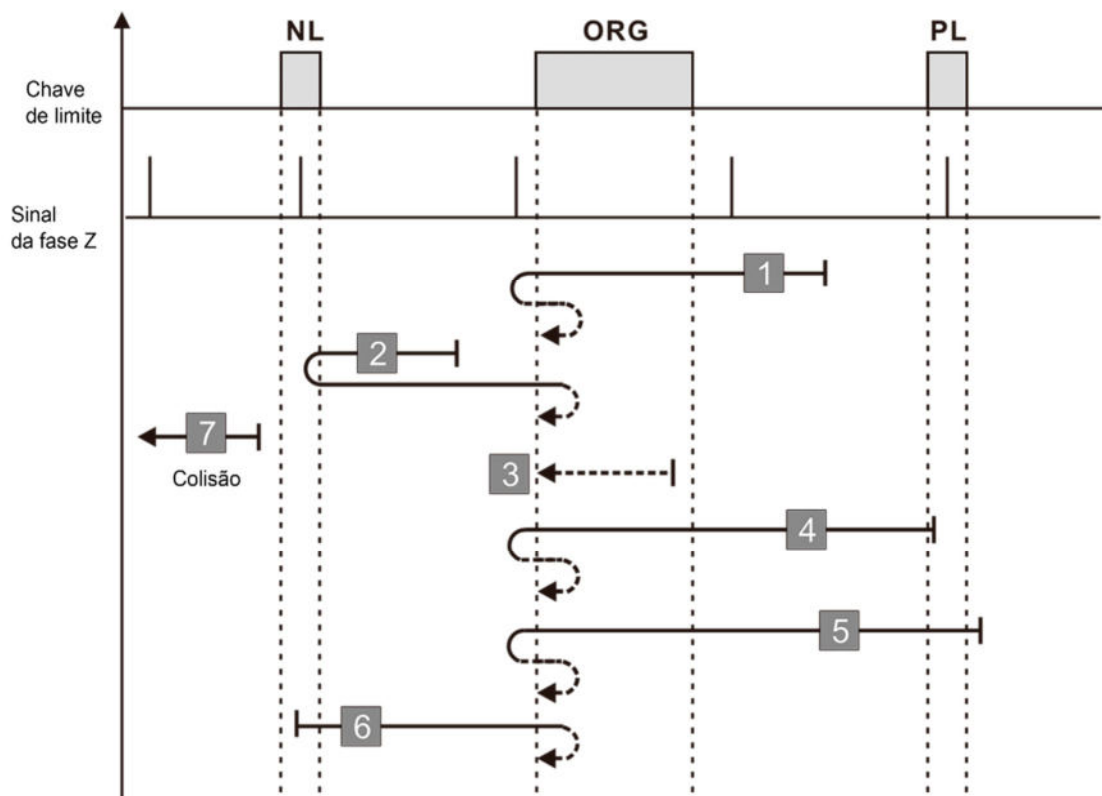 NL
ORG
PL
Chave
de limite
Sinal
da fase Z
1
2
7
Colisão
3
4
5
6